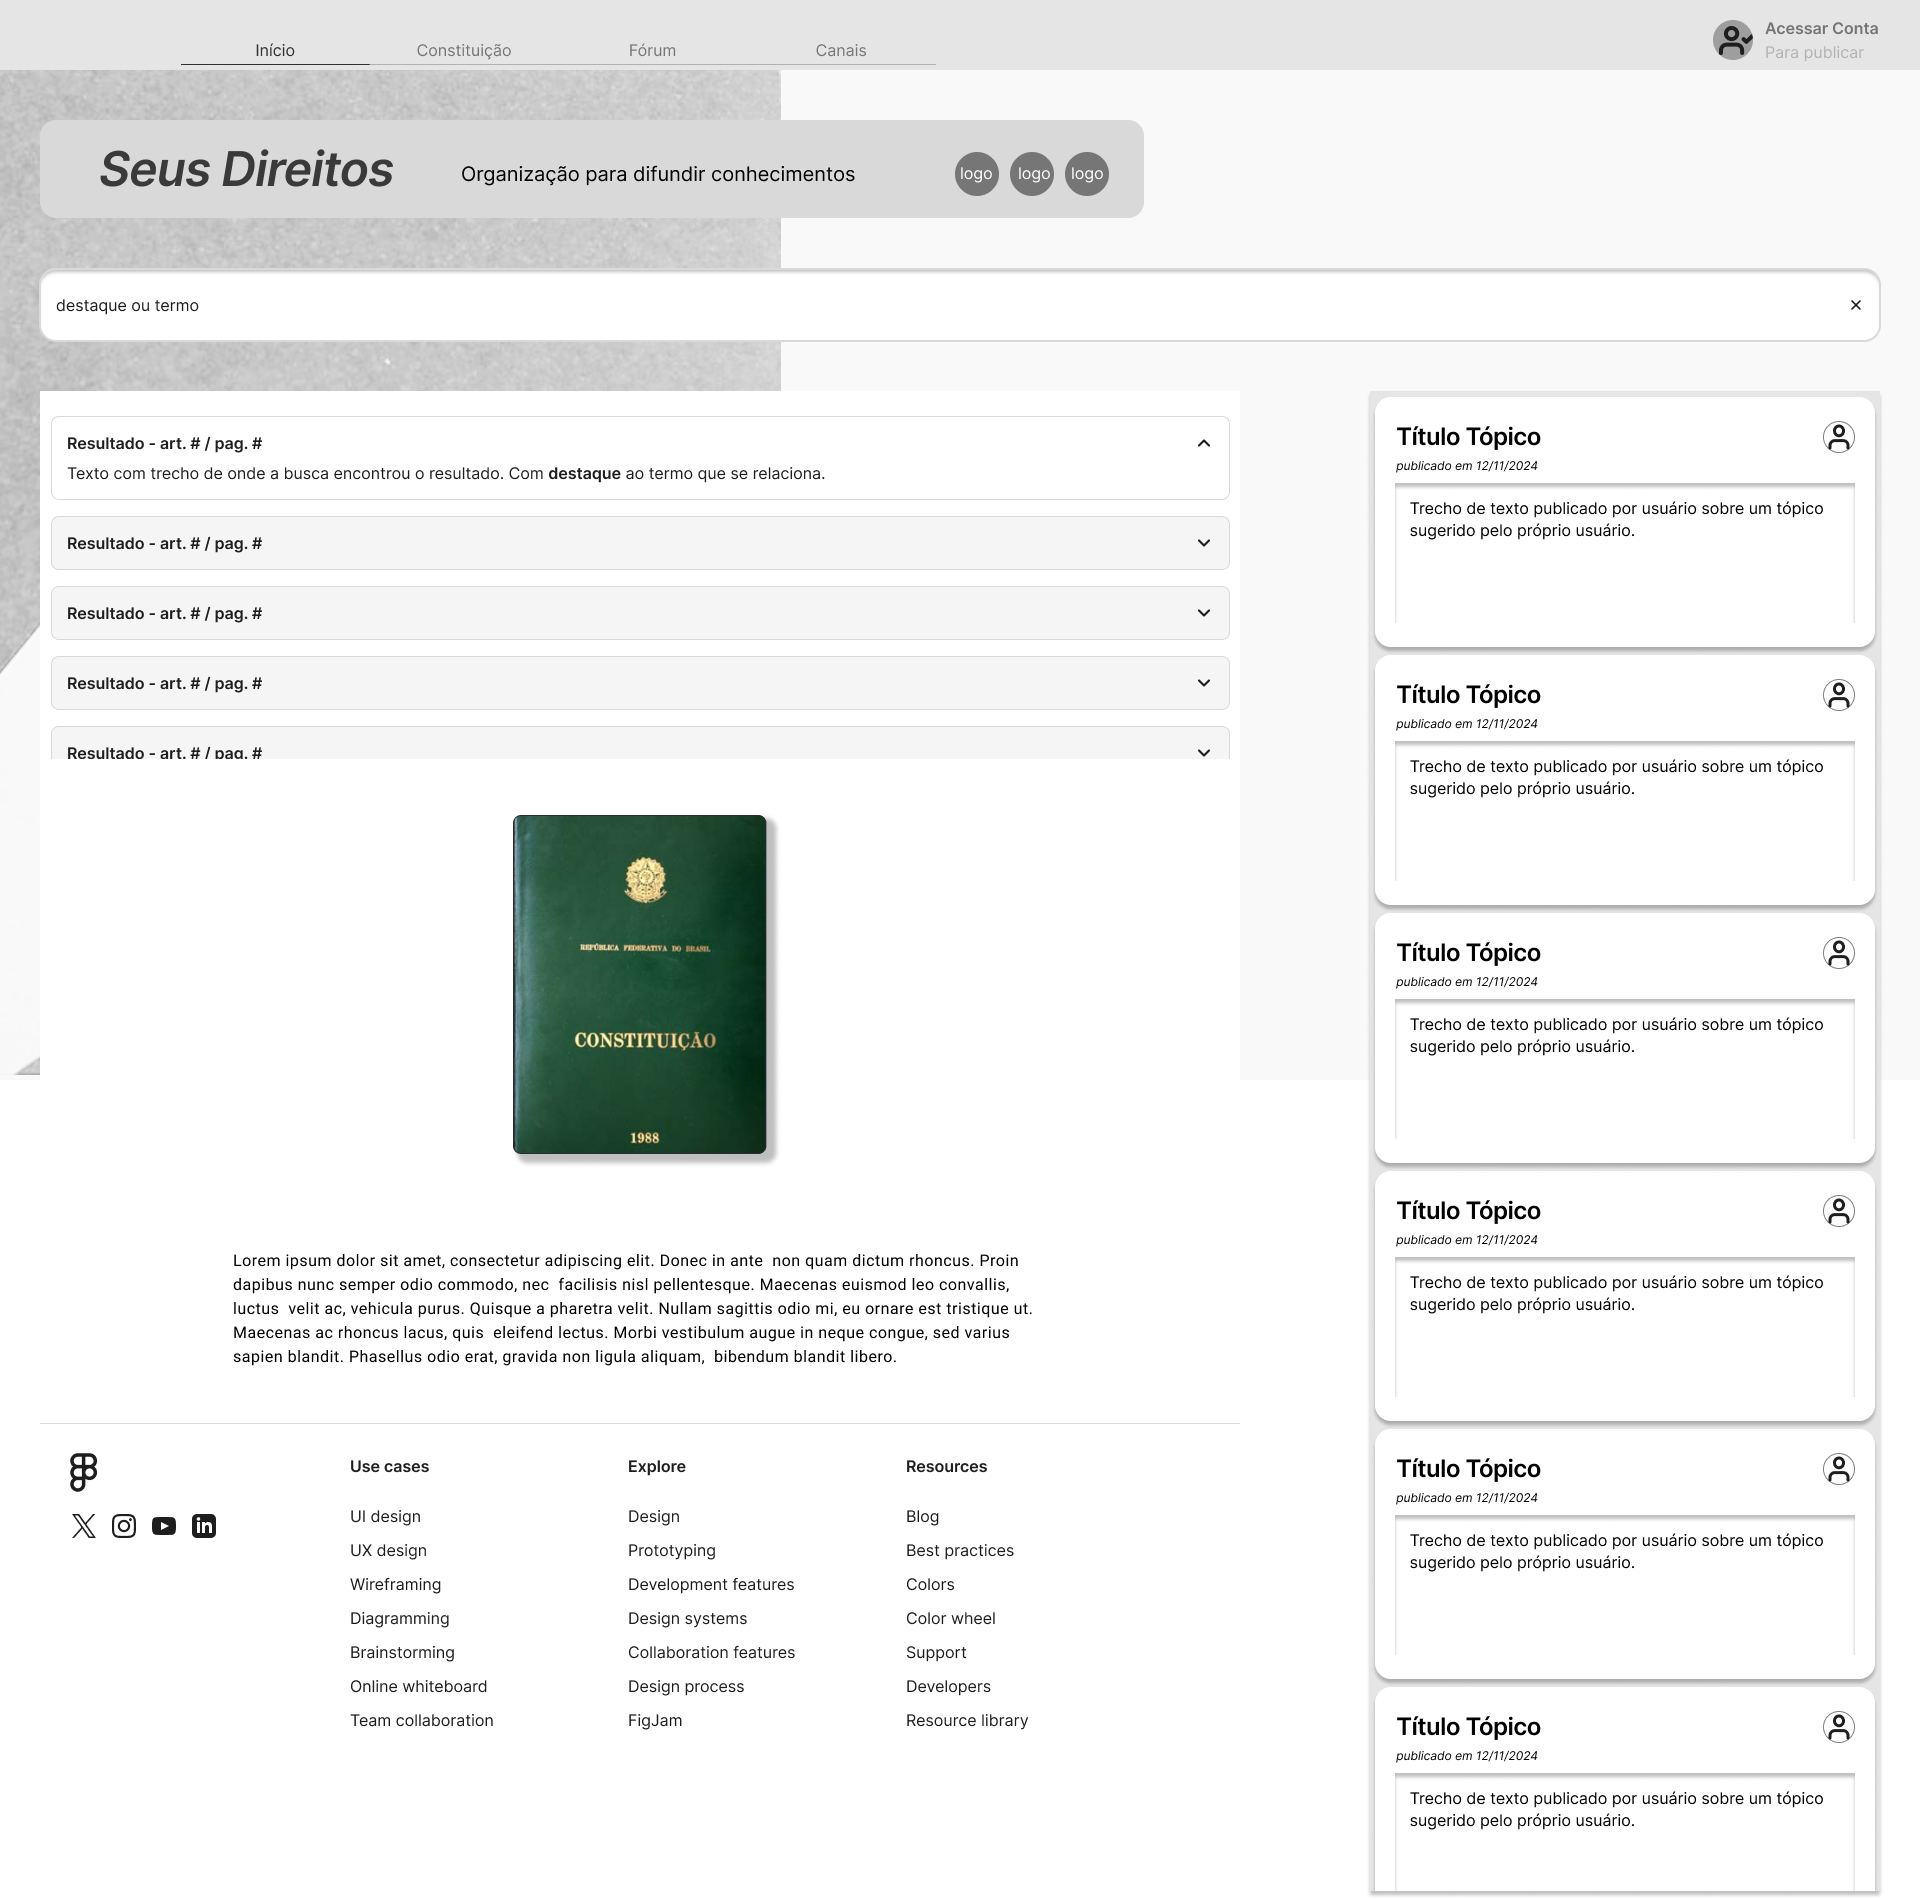 Início
Constituição
Fórum
Canais
Acessar Conta
Para publicar
Seus Direitos
Organização para difundir conhecimentos
logo
logo
logo
destaque ou termo
Resultado - art. # / pag. #
Texto com trecho de onde a busca encontrou o resultado. Com destaque ao termo que se relaciona.
Resultado - art. # / pag. #
Resultado - art. # / pag. #
Resultado - art. # / pag. #
Resultado - art. # / pag. #
REPÚBLICA FEDERATIVA DO BRASIL
CONSTITUIÇÃO
1988
Lorem ipsum dolor sit amet, consectetur adipiscing elit. Donec in ante  non quam dictum rhoncus. Proin
dapibus nunc semper odio commodo, nec  facilisis nisl pellentesque. Maecenas euismod leo convallis,
luctus  velit ac, vehicula purus. Quisque a pharetra velit. Nullam sagittis odio mi, eu ornare est tristique ut.
Maecenas ac rhoncus lacus, quis  eleifend lectus. Morbi vestibulum augue in neque congue, sed varius
sapien blandit. Phasellus odio erat, gravida non ligula aliquam,  bibendum blandit libero.
Use cases
UI design
UX design
Wireframing
Diagramming
Brainstorming
Online whiteboard
Team collaboration
Explore
Design
Prototyping
Development features
Design systems
Collaboration features
Design process
FigJam
Resources
Blog
Best practices
Colors
Color wheel
Support
Developers
Resource library
Título Tópico
publicado em 12/11/2024
Trecho de texto publicado por usuário sobre um tópico
sugerido pelo próprio usuário.
Título Tópico
publicado em 12/11/2024
Trecho de texto publicado por usuário sobre um tópico
sugerido pelo próprio usuário.
Título Tópico
publicado em 12/11/2024
Trecho de texto publicado por usuário sobre um tópico
sugerido pelo próprio usuário.
Título Tópico
publicado em 12/11/2024
Trecho de texto publicado por usuário sobre um tópico
sugerido pelo próprio usuário.
Título Tópico
publicado em 12/11/2024
Trecho de texto publicado por usuário sobre um tópico
sugerido pelo próprio usuário.
Título Tópico
publicado em 12/11/2024
Trecho de texto publicado por usuário sobre um tópico
sugerido pelo próprio usuário.